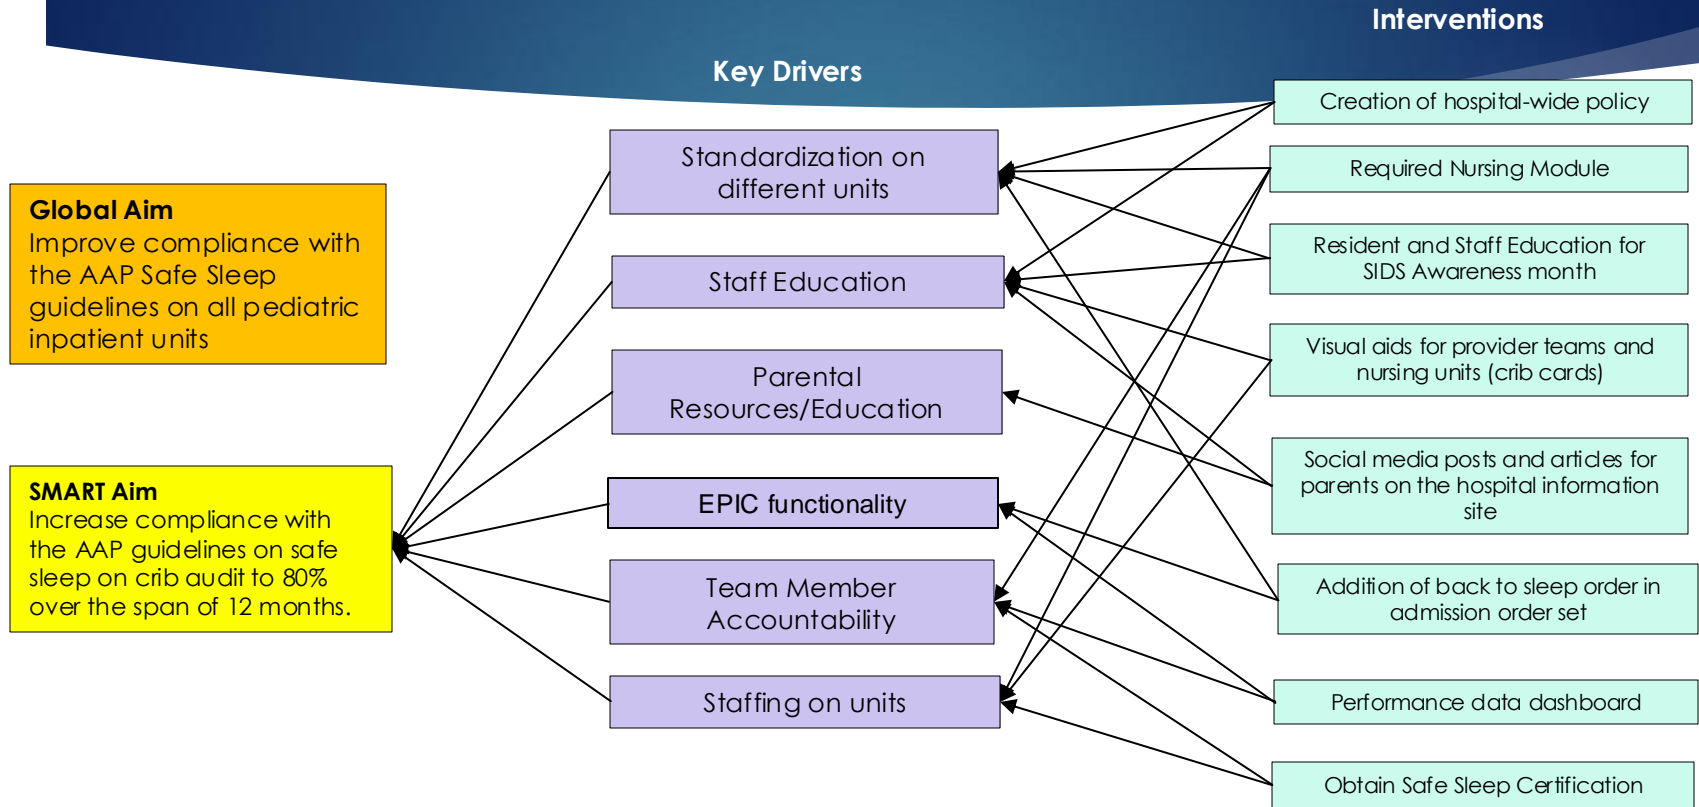 Interventions
Key Drivers
Global Aim
Improve compliance with
the AAP Safe Sleep
guidelines on all pediatric
inpatient units
SMART Aim
Increase compliance with
the AAP guidelines on safe
sleep on crib audit to 80%
over the span of 12 months.
Standardization on
different units
Staff Education
Parental
Resources/Education
EPIC functionality
Team Member
Accountability
Staffing on units
Creation of hospital-wide policy
Required Nursing Module
Resident and Staff Education for
SIDS Awareness month
Visual aids for provider teams and
nursing units (crib cards)
Social media posts and articles for
parents on the hospital information
site
Addition of back to sleep order in
admission order set
Performance data dashboard
Obtain Safe Sleep Certification